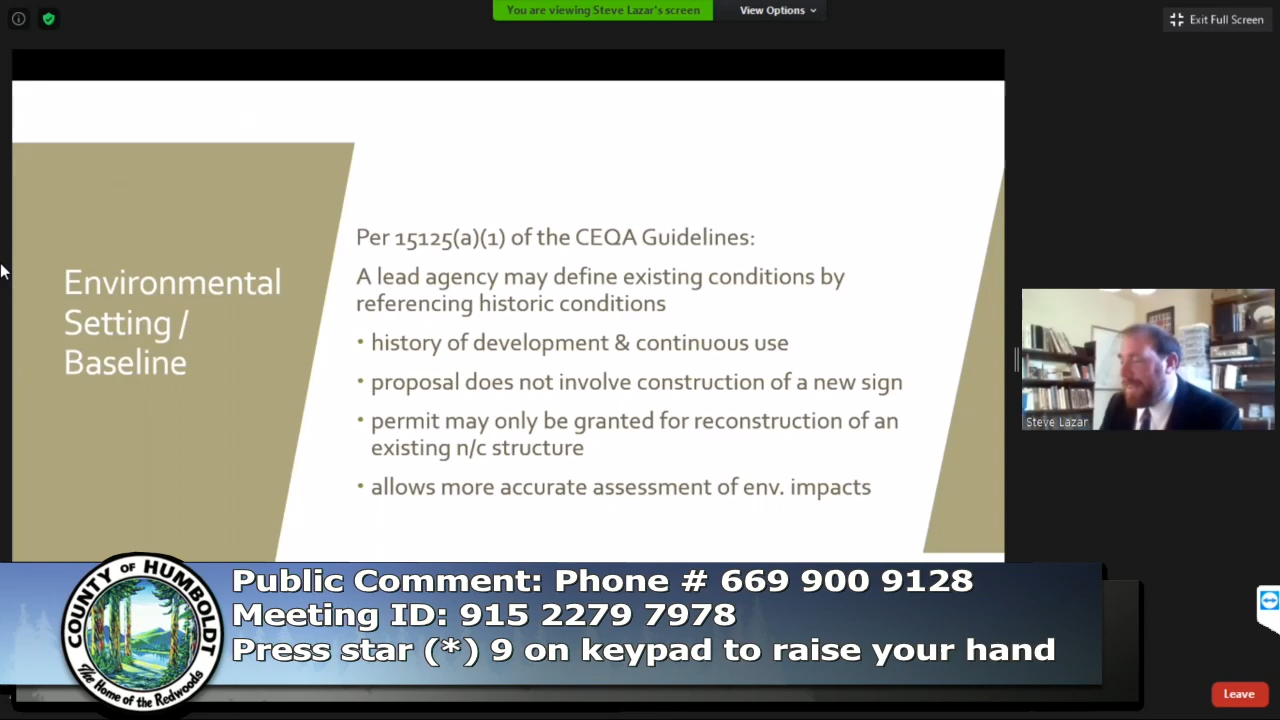 You are viewing Steve Lazar's screen
View Options
Exit Full Screen
Environmental
Setting /
Baseline
Per 15125(a)(1) of the CEQA Guidelines:
A lead agency may define existing conditions by
referencing historic conditions
• history of development & continuous use
• proposal does not involve construction of a new sign
• permit may only be granted for reconstruction of an
existing n/c structure
• allows more accurate assessment of env. impacts
Steve Lazar
COUNTY OF HUMBOLDT
The Home of the Redwoods
Public Comment: Phone # 669 900 9128
Meeting ID: 915 2279 7978
Press star (*) 9 on keypad to raise your hand
Leave